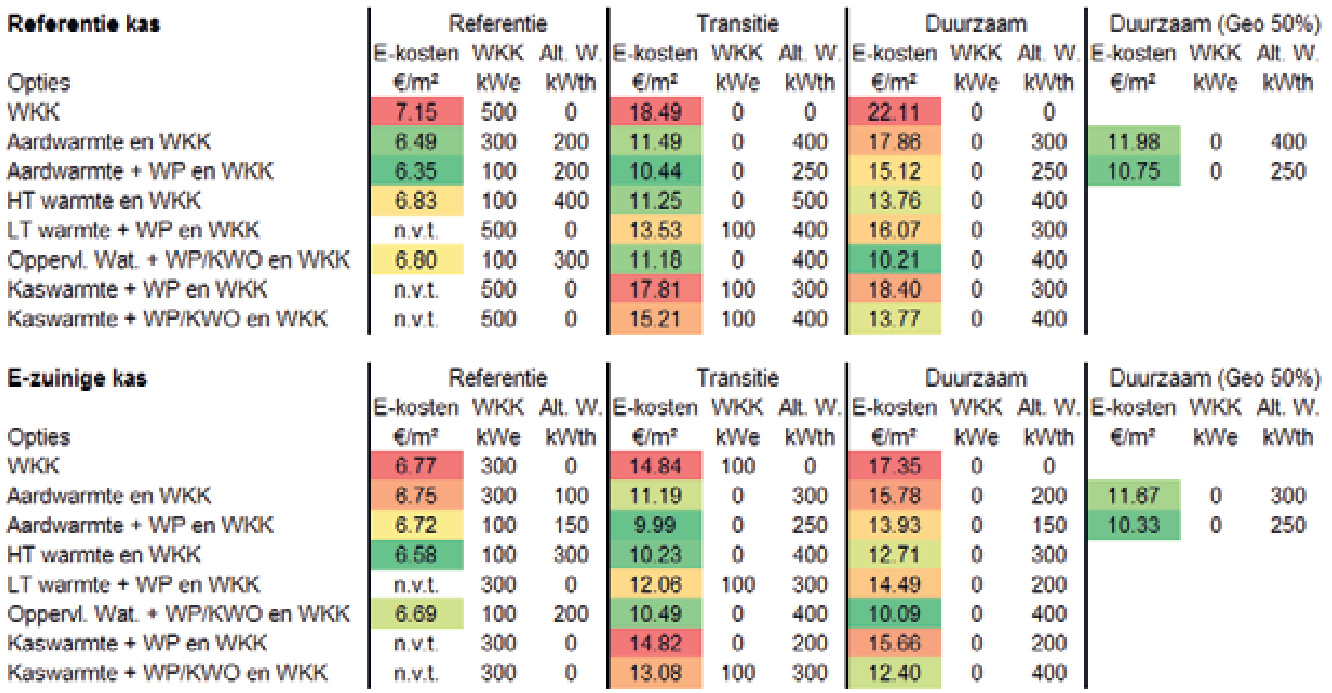 Referentie kas Referentie Transitie Duurzaam Duurzaam (Geo 50%)
E-kosten WKK Alt. W. E-kosten WKK Alt. W. E-kosten WKK Alt. W. E-kosten WKK Alt. W.
Opties €/m² kWe kWth €/m² kWe kWth €/m² kWe kWth €/m² kWe kWth
WKK 7.15 500 0 18.49 0 0 22.11 0 0
Aardwarmte en WKK 6.49 300 200 11.49 0 400 17.86 0 300 11.98 0 400
Aardwarmte + WP en WKK 6.35 100 200 10.44 0 250 15.12 0 250 10.75 0 250
HT warmte en WKK 6.83 100 400 11.25 0 500 13.76 0 400
LT warmte + WP en WKK n.v.t. 500 0 13.53 100 400 16.07 0 300
Oppervl. Wat. + WP/KWO en WKK 6.80 100 300 11.18 0 400 10.21 0 400
Kaswarmte + WP en WKK n.v.t. 500 0 17.81 100 300 18.40 0 300
Kaswarmte + WP/KWO en WKK n.v.t. 500 0 15.21 100 400 13.77 0 400
E-zuinige kas Referentie Transitie Duurzaam Duurzaam (Geo 50%)
E-kosten WKK Alt. W. E-kosten WKK Alt. W. E-kosten WKK Alt. W. E-kosten WKK Alt. W.
Opties €/m² kWe kWth €/m² kWe kWth €/m² kWe kWth €/m² kWe kWth
WKK 6.77 300 0 14.84 100 0 17.35 0 0
Aardwarmte en WKK 6.75 300 100 11.19 0 300 15.78 0 200 11.67 0 300
Aardwarmte + WP en WKK 6.72 100 150 9.99 0 250 13.93 0 150 10.33 0 250
HT warmte en WKK 6.58 100 300 10.23 0 400 12.71 0 300
LT warmte + WP en WKK n.v.t. 300 0 12.06 100 300 14.49 0 200
Oppervl. Wat. + WP/KWO en WKK 6.69 100 200 10.49 0 400 10.09 0 400
Kaswarmte + WP en WKK n.v.t. 300 0 14.82 0 200 15.66 0 200
Kaswarmte + WP/KWO en WKK n.v.t. 300 0 13.08 100 300 12.40 0 400